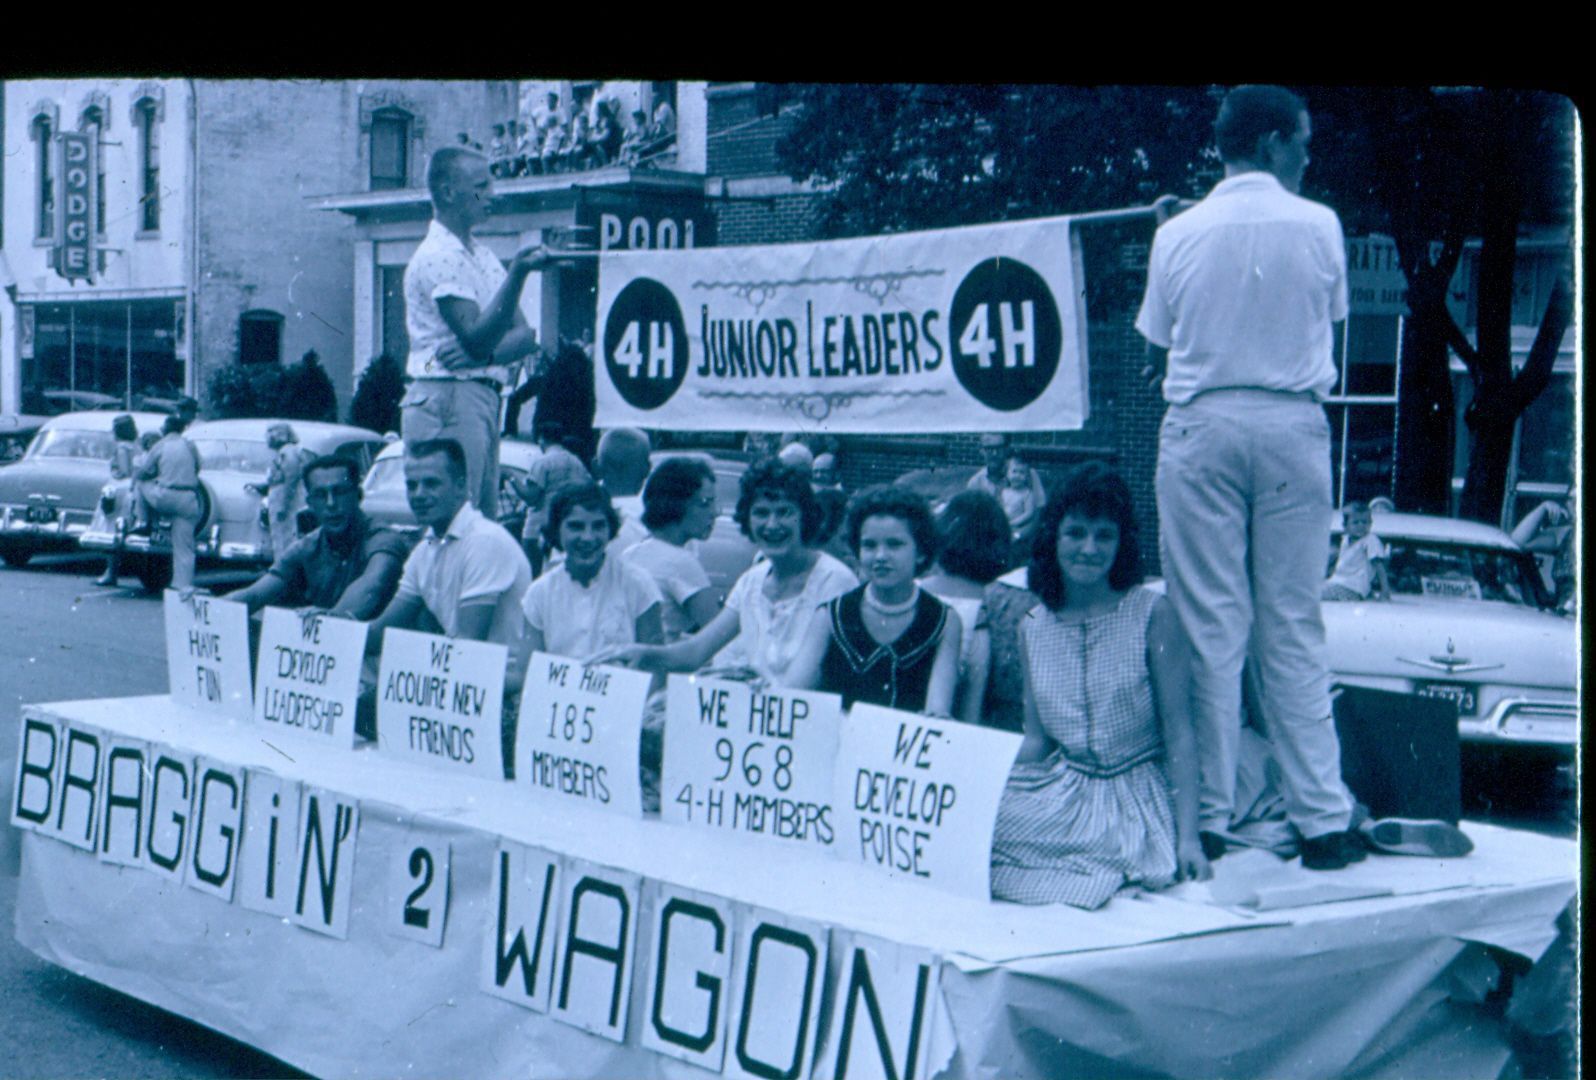 DODGE
POOL
4H JUNIOR LEADERS 4H
WE
HAVE
FUN
WE
DEVELOP
LEADERSHIP
WE
ACQUIRE NEW
FRIENDS
WE HAVE
185
MEMBERS
WE HELP
968
4-H MEMBERS
WE
DEVELOP
POISE
BRAGGiN' 2 WAGON